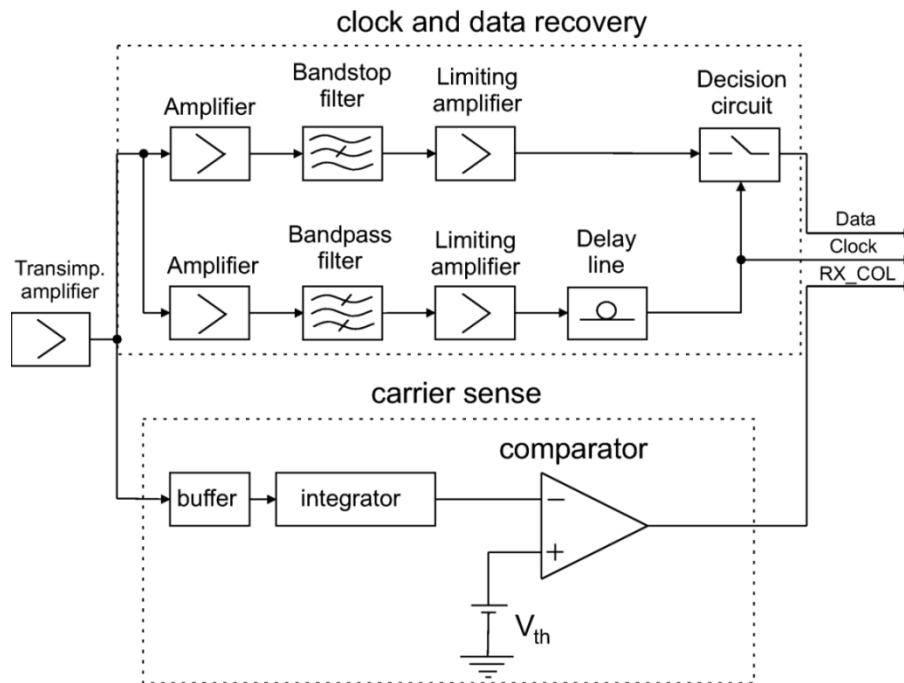 clock and data recovery
Amplifier
Bandstop
filter
Limiting
amplifier
Decision
circuit
Transimp.
amplifier
Amplifier
Bandpass
filter
Limiting
amplifier
Delay
line
Data
Clock
RX_COL
carrier sense
comparator
buffer
integrator
−
+
Vth